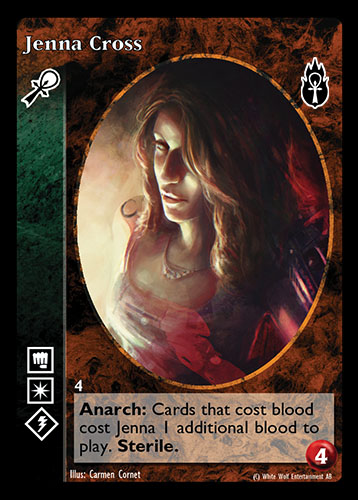 Jenna Cross
4
Anarch: Cards that cost blood
cost Jenna 1 additional blood to
play. Sterile.
4
Illus: Carmen Cornet
(C) White Wolf Entertainment AB